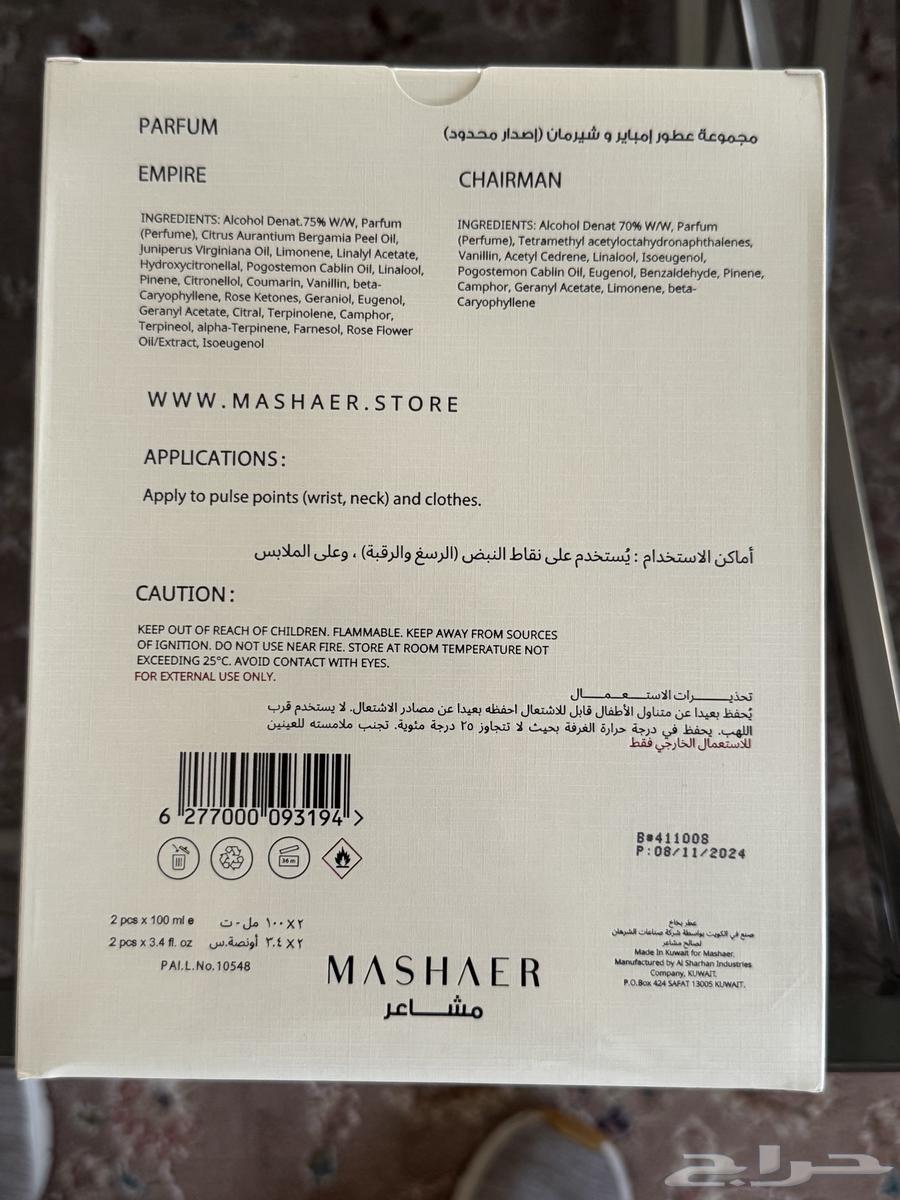 PARFUM
مجموعة عطور إمباير و شيرمان (إصدار محدود)
EMPIRE
INGREDIENTS: Alcohol Denat.75% W/W, Parfum
(Perfume), Citrus Aurantium Bergamia Peel Oil,
Juniperus Virginiana Oil, Limonene, Linalyl Acetate,
Hydroxycitronellal, Pogostemon Cablin Oil, Linalool,
Pinene, Citronellol, Coumarin, Vanillin, beta-
Caryophyllene, Rose Ketones, Geraniol, Eugenol,
Geranyl Acetate, Citral, Terpinolene, Camphor,
Terpineol, alpha-Terpinene, Farnesol, Rose Flower
Oil/Extract, Isoeugenol
CHAIRMAN
INGREDIENTS: Alcohol Denat 70% W/W, Parfum
(Perfume), Tetramethyl acetyloctahydronaphthalenes,
Vanillin, Acetyl Cedrene, Linalool, Isoeugenol,
Pogostemon Cablin Oil, Eugenol, Benzaldehyde, Pinene,
Camphor, Geranyl Acetate, Limonene, beta-
Caryophyllene
WWW.MASHAER.STORE
APPLICATIONS:
Apply to pulse points (wrist, neck) and clothes.
أماكن الاستخدام : يُستخدم على نقاط النبض (الرسغ والرقبة) ، وعلى الملابس
CAUTION:
KEEP OUT OF REACH OF CHILDREN. FLAMMABLE. KEEP AWAY FROM SOURCES
OF IGNITION. DO NOT USE NEAR FIRE. STORE AT ROOM TEMPERATURE NOT
EXCEEDING 25°C. AVOID CONTACT WITH EYES.
FOR EXTERNAL USE ONLY.
تحذيـــــــرات الاستـــعـــمـــال
يُحفظ بعيدا عن متناول الأطفال قابل للاشتعال احفظه بعيدا عن مصادر الاشتعال. لا يستخدم قرب
اللهب. يحفظ في درجة حرارة الغرفة بحيث لا تتجاوز ٢٥ درجة مئوية. تجنب ملامسته للعينين
للاستعمال الخارجي فقط
6 277000 093194 >
36 m
B#411008
P:08/11/2024
2 pcs x 100 ml e
٢X ١٠٠ مل - ت
2 pcs x 3.4 fl. oz
٢X ٣.٤ أونصة.س
PAI.L.No.10548
MASHAER
مشـــاعر
عطر بخاخ
صنع في الكويت بواسطة شركة صناعات الشرهان
لصالح مشاعر
Made In Kuwait for Mashaer.
Manufactured by Al Sharhan Industries
Company, KUWAIT.
P.O.Box 424 SAFAT 13005 KUWAIT.
حراج